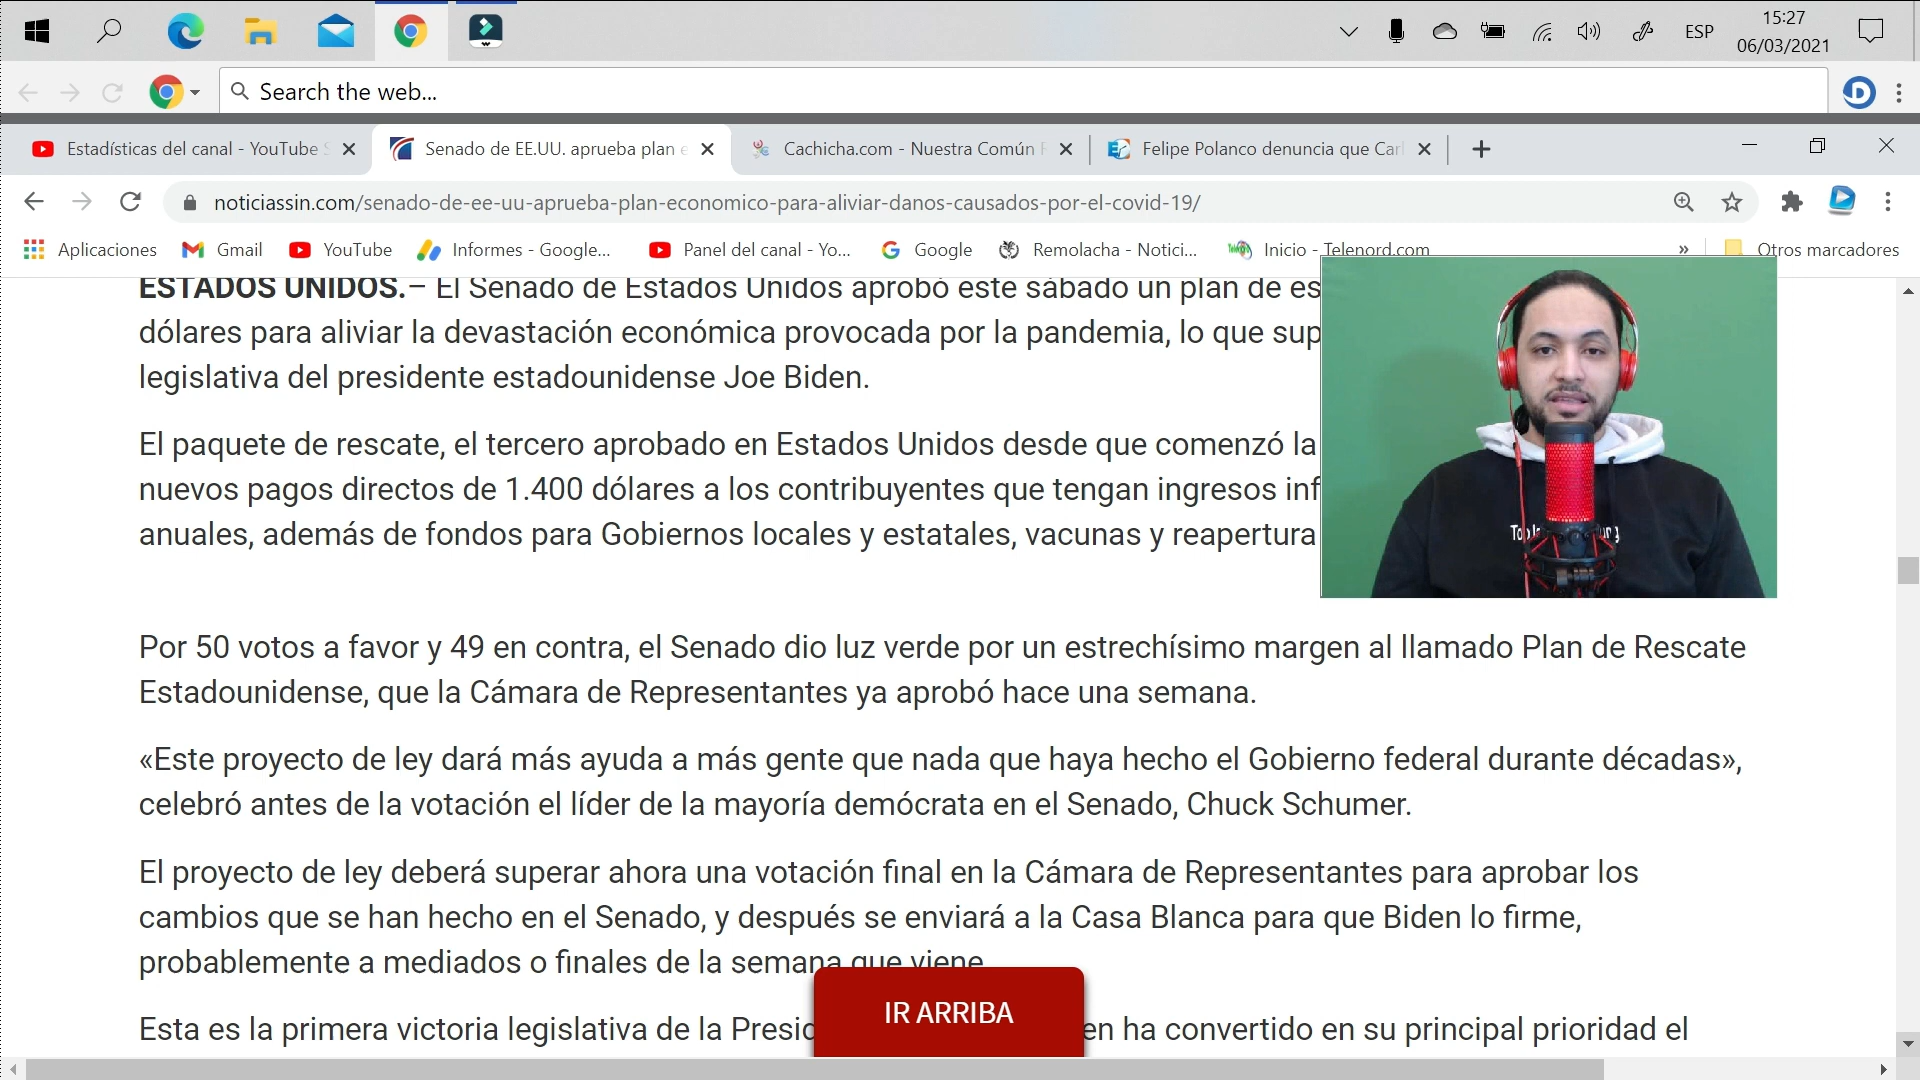 ESP
15:27
06/03/2021
Search the web...
Estadísticas del canal - YouTube
Senado de EE.UU. aprueba plan e
Cachicha.com - Nuestra Común
Felipe Polanco denuncia que Carl
noticiassin.com/senado-de-ee-uu-aprueba-plan-economico-para-aliviar-danos-causados-por-el-covid-19/
Aplicaciones
Gmail
YouTube
Informes - Google...
Panel del canal - Yo...
Google
Remolacha - Notici...
Inicio - Telenord.com
Otros marcadores
ESTADOS UNIDOS.– El Senado de Estados Unidos aprobó este sábado un plan de es
dólares para aliviar la devastación económica provocada por la pandemia, lo que sup
legislativa del presidente estadounidense Joe Biden.
El paquete de rescate, el tercero aprobado en Estados Unidos desde que comenzó la
nuevos pagos directos de 1.400 dólares a los contribuyentes que tengan ingresos inf
anuales, además de fondos para Gobiernos locales y estatales, vacunas y reapertura
Por 50 votos a favor y 49 en contra, el Senado dio luz verde por un estrechísimo margen al llamado Plan de Rescate
Estadounidense, que la Cámara de Representantes ya aprobó hace una semana.
«Este proyecto de ley dará más ayuda a más gente que nada que haya hecho el Gobierno federal durante décadas»,
celebró antes de la votación el líder de la mayoría demócrata en el Senado, Chuck Schumer.
El proyecto de ley deberá superar ahora una votación final en la Cámara de Representantes para aprobar los
cambios que se han hecho en el Senado, y después se enviará a la Casa Blanca para que Biden lo firme,
probablemente a mediados o finales de la semana que viene
IR ARRIBA
Esta es la primera victoria legislativa de la Presid en ha convertido en su principal prioridad el